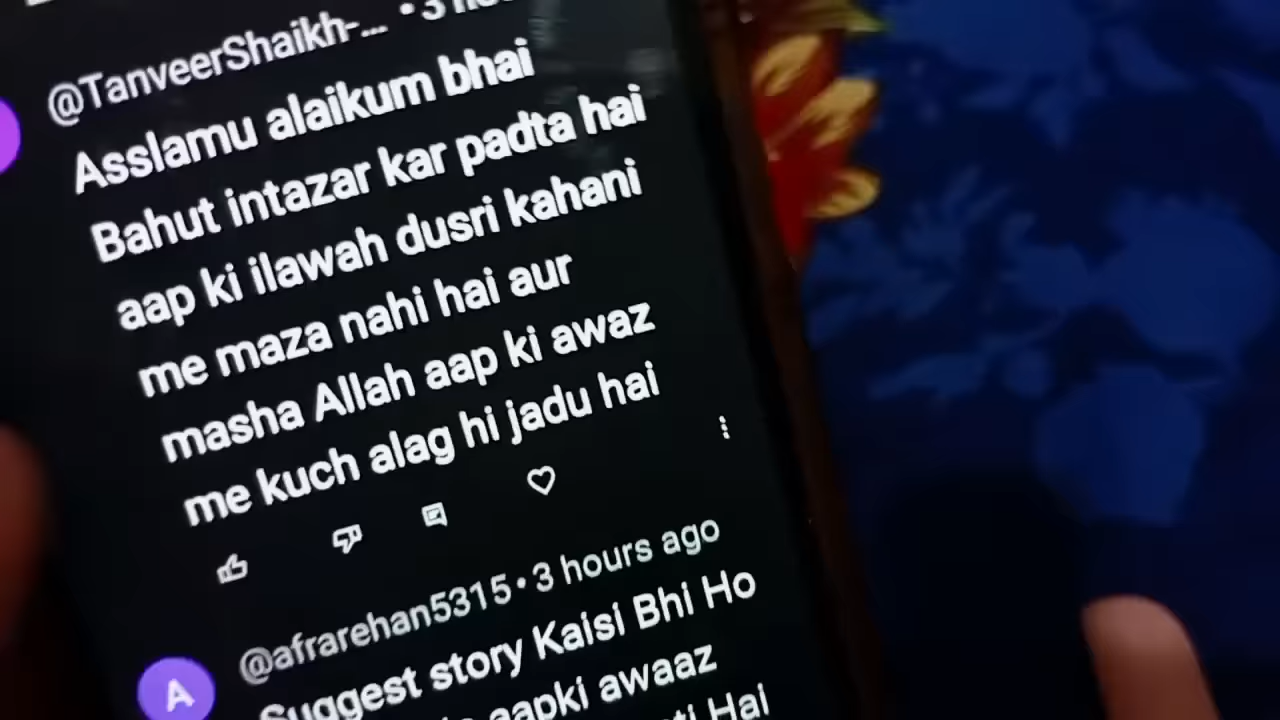 @TanveerShaikh-...
Asslamu alaikum bhai
Bahut intazar kar padta hai
aap ki ilawah dusri kahani
me maza nahi hai aur
masha Allah aap ki awaz
me kuch alag hi jadu hai
A
@afrarehan5315 • 3 hours ago
Suggest story Kaisi Bhi Ho
aapki awaaz
Hai